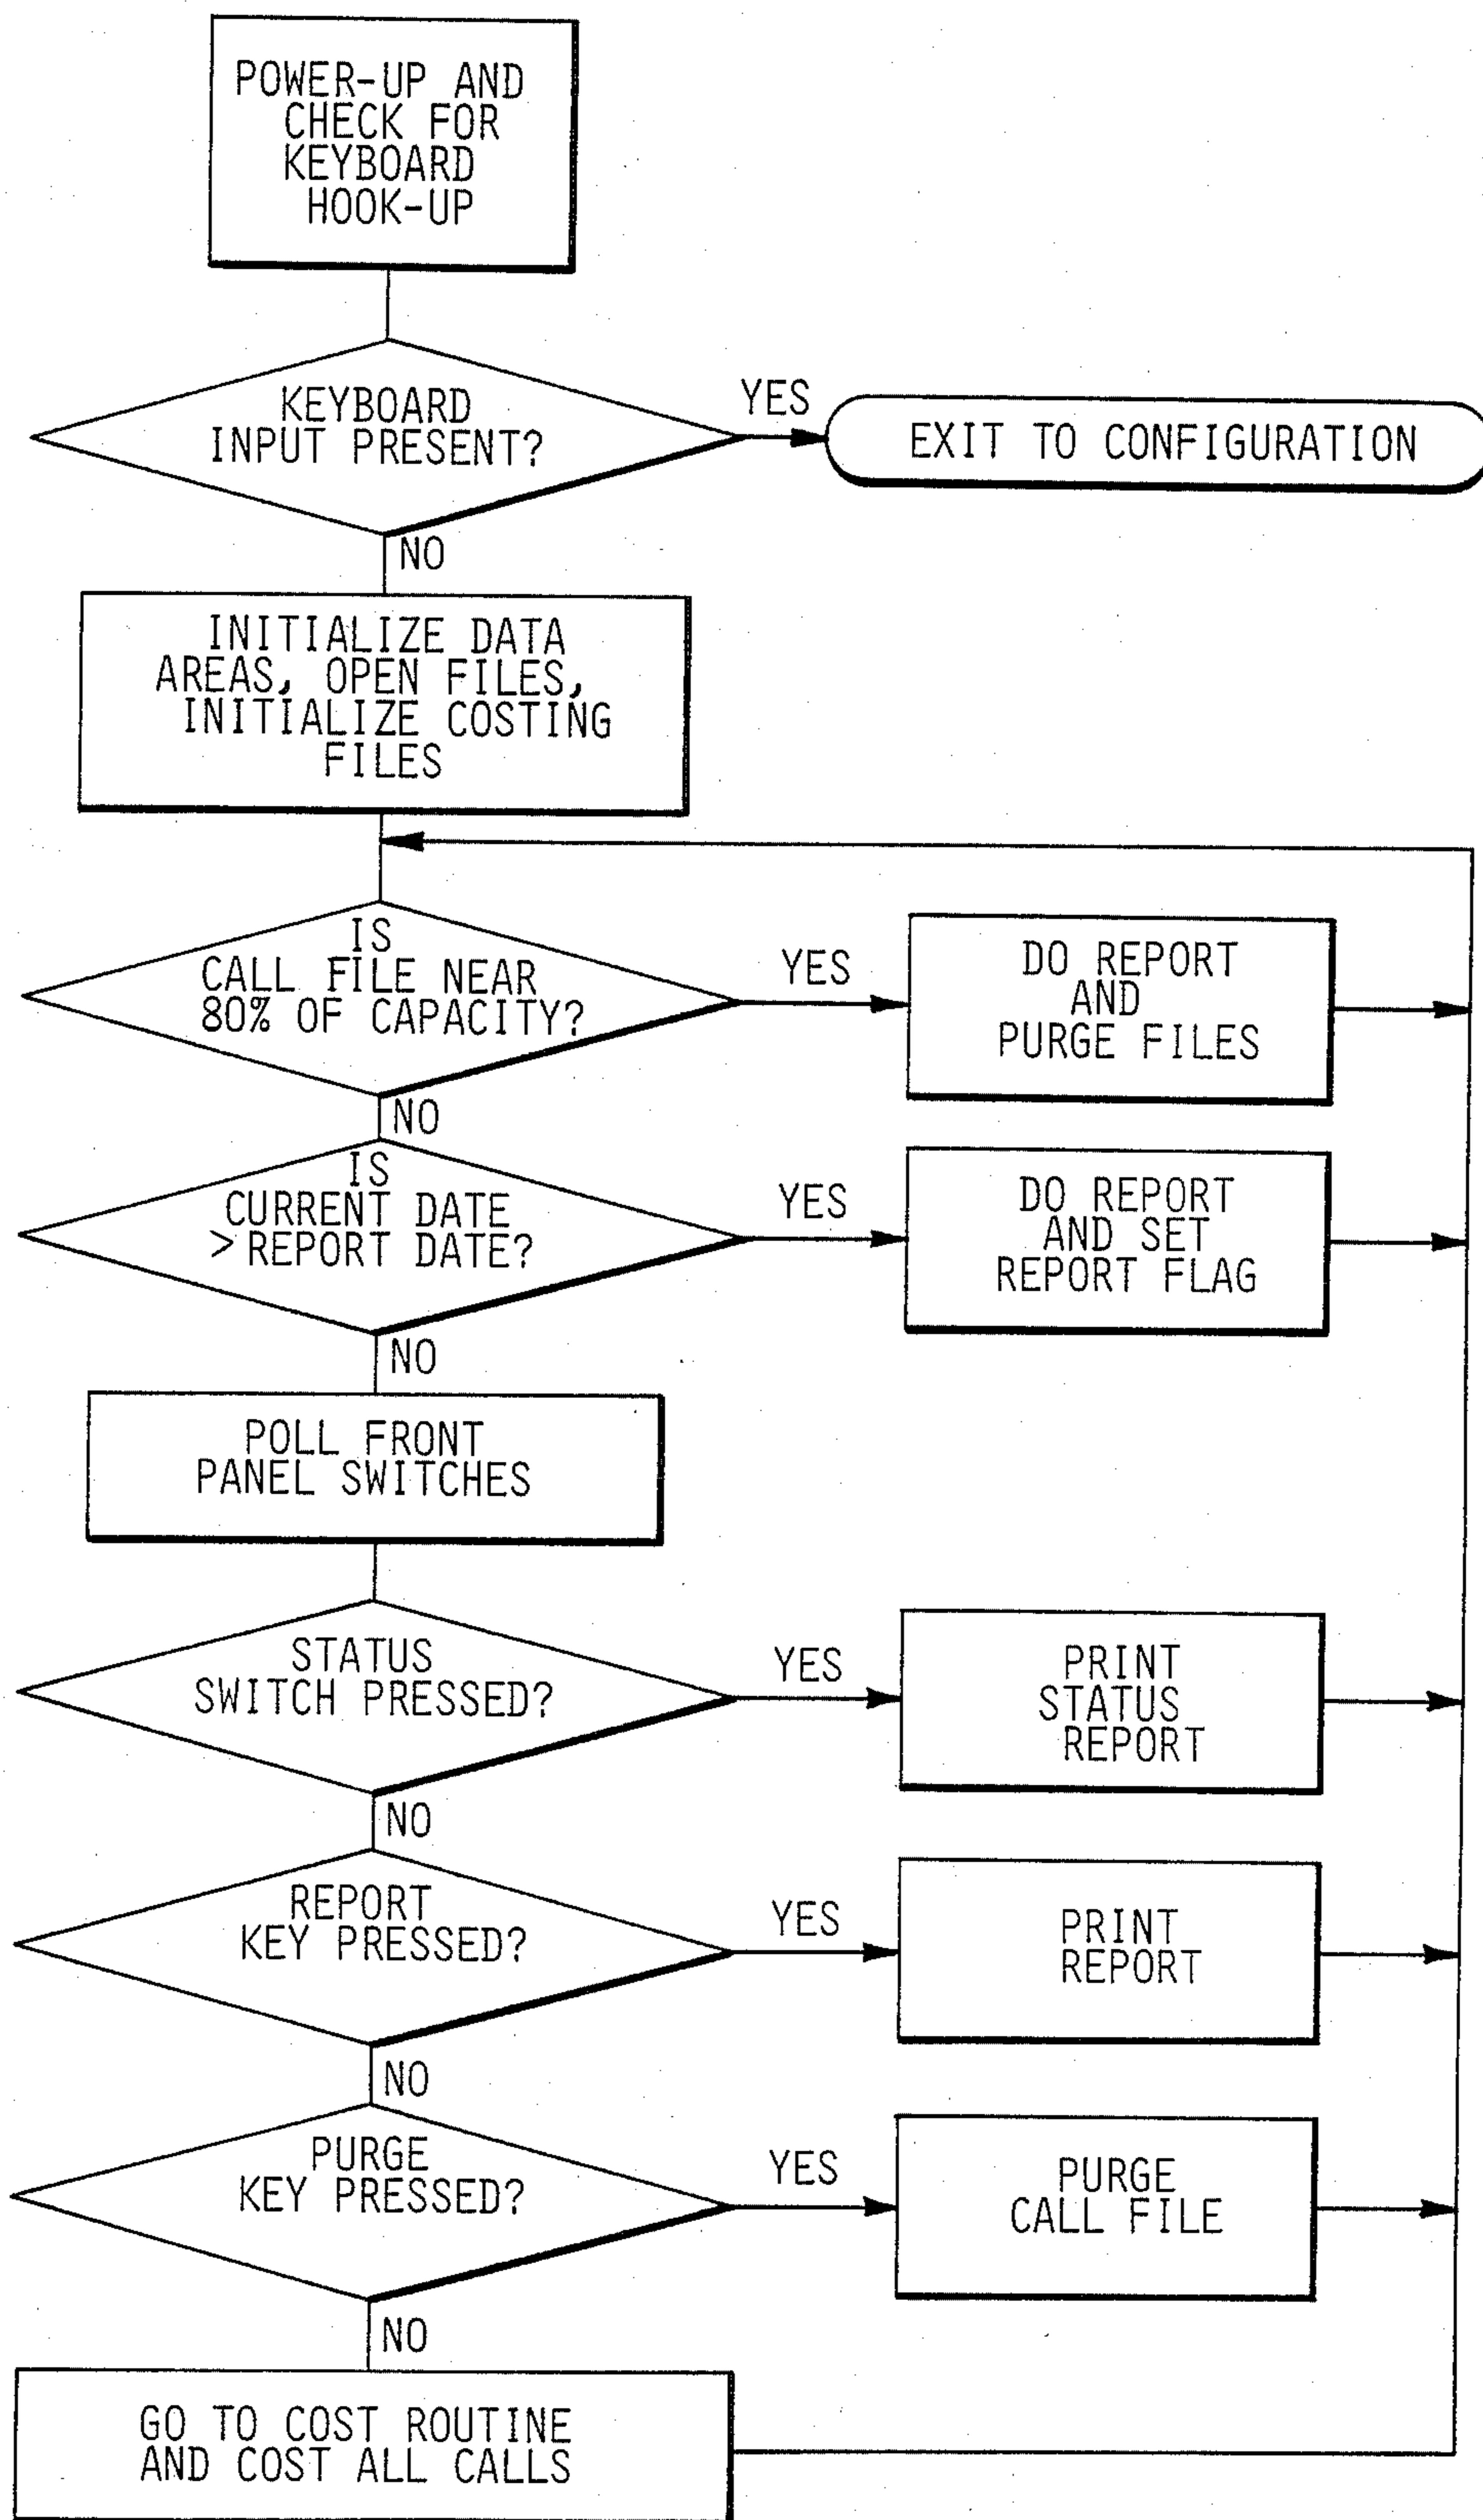 POWER-UP AND
CHECK FOR
KEYBOARD
HOOK-UP
KEYBOARD
INPUT PRESENT?
YES
EXIT TO CONFIGURATION
NO
INITIALIZE DATA
AREAS, OPEN FILES,
INITIALIZE COSTING
FILES
IS
CALL FILE NEAR
80% OF CAPACITY?
YES
DO REPORT
AND
PURGE FILES
NO
IS
CURRENT DATE
> REPORT DATE?
YES
DO REPORT
AND SET
REPORT FLAG
NO
POLL FRONT
PANEL SWITCHES
STATUS
SWITCH PRESSED?
YES
PRINT
STATUS
REPORT
NO
REPORT
KEY PRESSED?
YES
PRINT
REPORT
NO
PURGE
KEY PRESSED?
YES
PURGE
CALL FILE
NO
GO TO COST ROUTINE
AND COST ALL CALLS